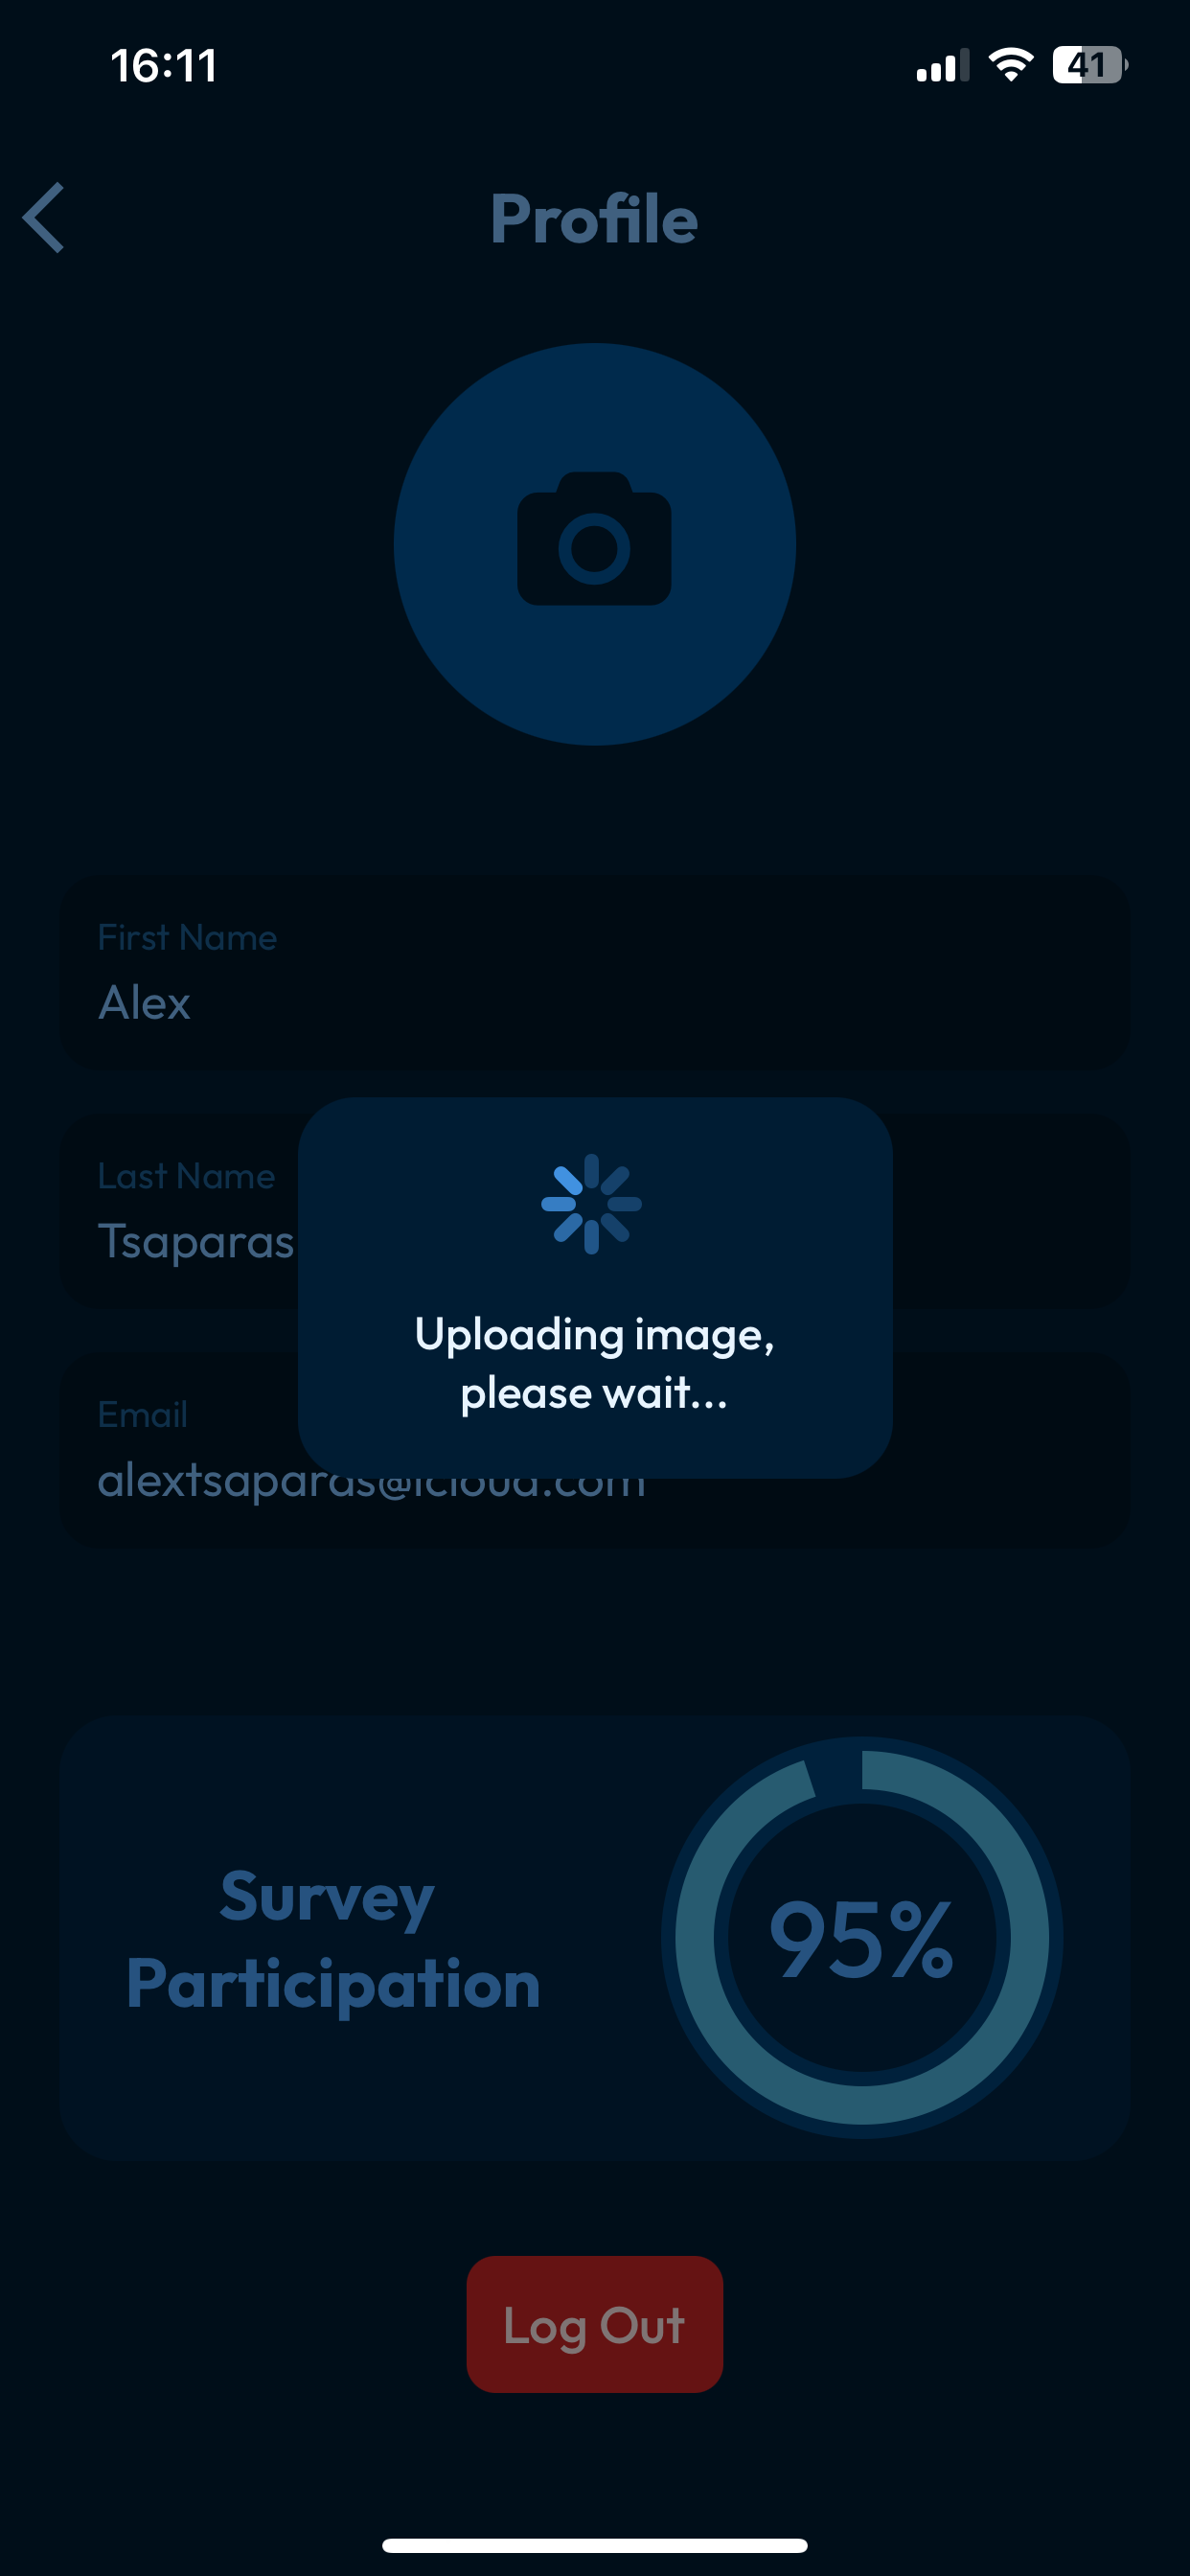 16:11
41
Profile
First Name
Alex
Last Name
Tsaparas
Uploading image,
please wait...
Email
alextsaparas@icloud.com
Survey
Participation
95%
Log Out